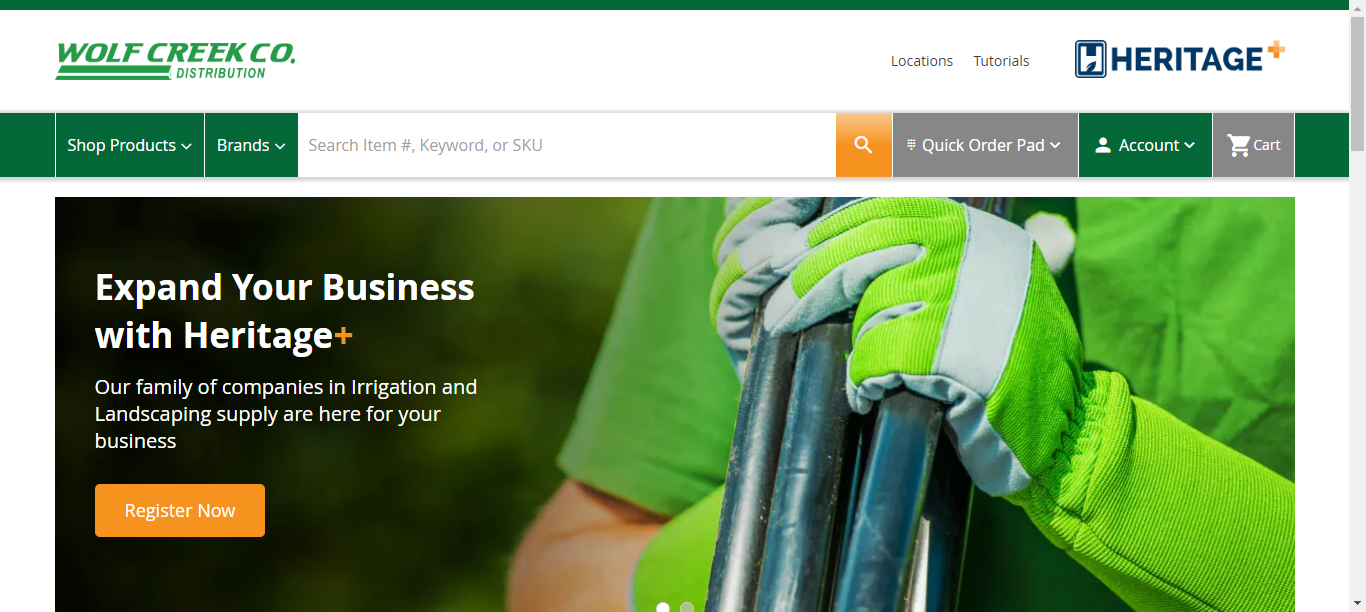 WOLF CREEK CO.
DISTRIBUTION
Locations
Tutorials
HERITAGE+
Shop Products
Brands
Search Item #, Keyword, or SKU
Quick Order Pad
Account
Cart
Expand Your Business
with Heritage+
Our family of companies in Irrigation and
Landscaping supply are here for your
business
Register Now